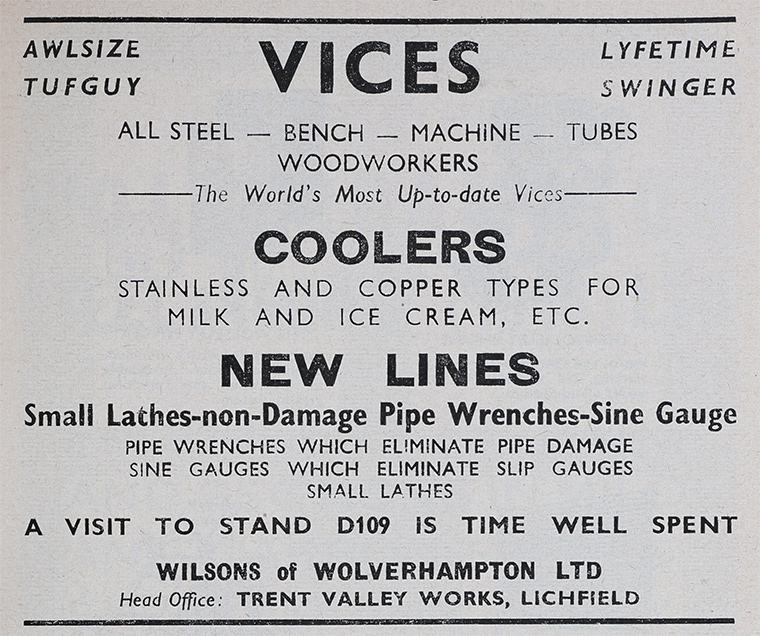 AWLSIZE VICES LYFETIME
TUFGUY SWINGER
ALL STEEL — BENCH — MACHINE — TUBES
WOODWORKERS
——The World's Most Up-to-date Vices——
COOLERS
STAINLESS AND COPPER TYPES FOR
MILK AND ICE CREAM, ETC.
NEW LINES
Small Lathes-non-Damage Pipe Wrenches-Sine Gauge
PIPE WRENCHES WHICH ELIMINATE PIPE DAMAGE
SINE GAUGES WHICH ELIMINATE SLIP GAUGES
SMALL LATHES
A VISIT TO STAND D109 IS TIME WELL SPENT
WILSONS of WOLVERHAMPTON LTD
Head Office: TRENT VALLEY WORKS, LICHFIELD